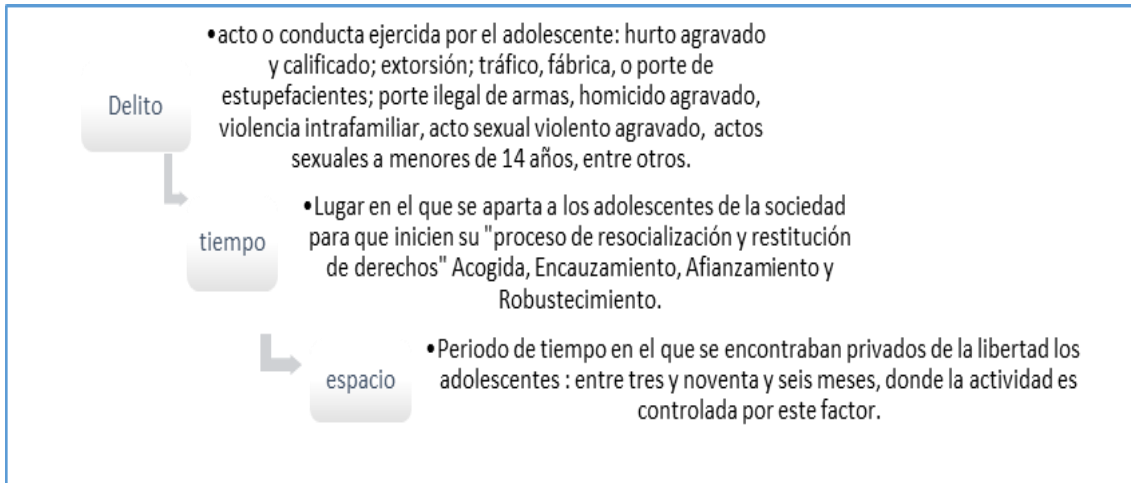 •acto o conducta ejercida por el adolescente: hurto agravado
y calificado; extorsión; tráfico, fábrica, o porte de
estupefacientes; porte ilegal de armas, homicido agravado,
violencia intrafamiliar, acto sexual violento agravado, actos
sexuales a menores de 14 años, entre otros.
Delito
•Lugar en el que se aparta a los adolescentes de la sociedad
para que inicien su "proceso de resocialización y restitución
de derechos" Acogida, Encauzamiento, Afianzamiento y
Robustecimiento.
tiempo
•Periodo de tiempo en el que se encontraban privados de la libertad los
adolescentes : entre tres y noventa y seis meses, donde la actividad es
controlada por este factor.
espacio